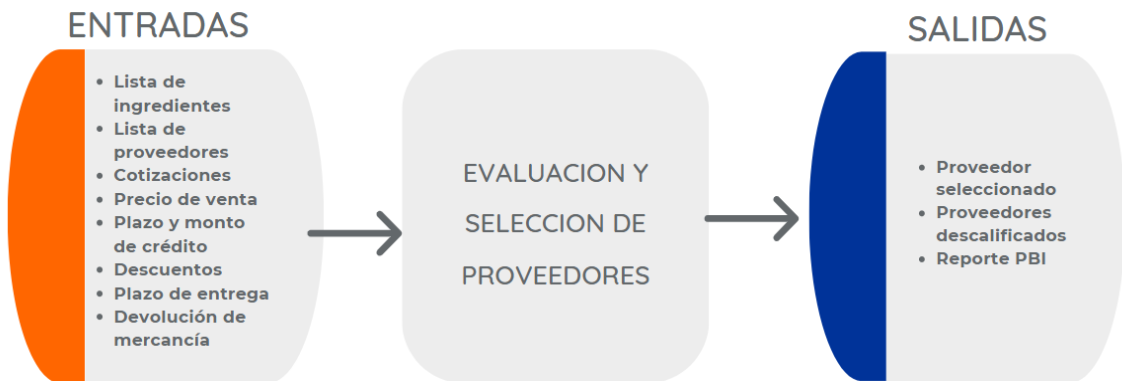 ENTRADAS
• Lista de
ingredientes
• Lista de
proveedores
• Cotizaciones
• Precio de venta
• Plazo y monto
de crédito
• Descuentos
• Plazo de entrega
• Devolución de
mercancía
EVALUACION Y
SELECCION DE
PROVEEDORES
SALIDAS
• Proveedor
seleccionado
• Proveedores
descalificados
• Reporte PBI